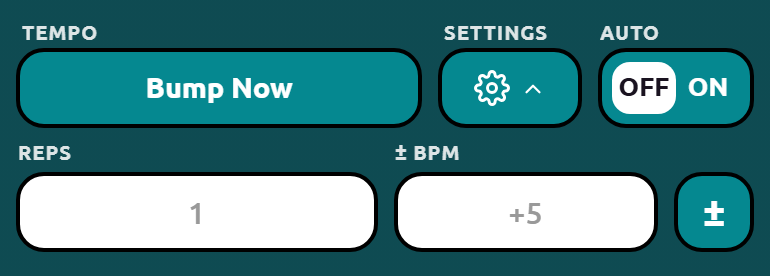 TEMPO SETTINGS AUTO
Bump Now OFF ON
REPS ± BPM
1 +5 ±